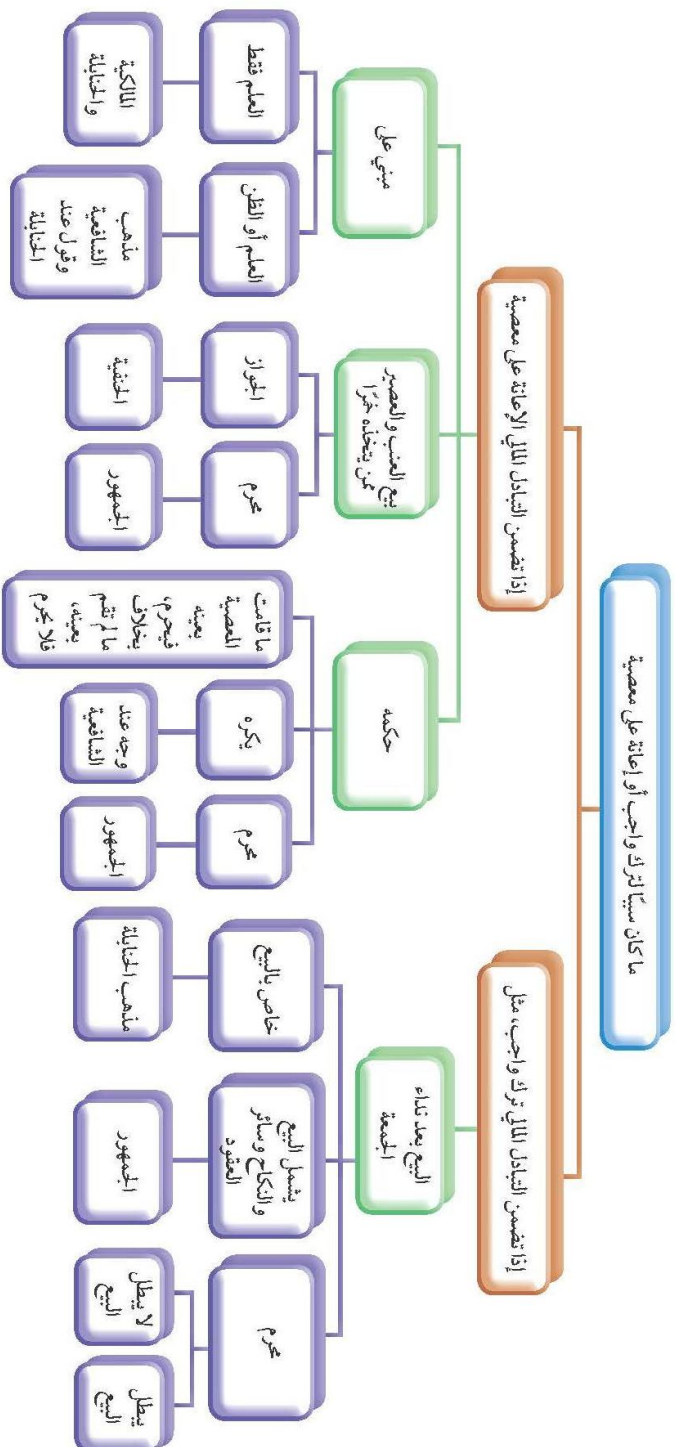 ما كان سببًا لترك واجب أو إعانة على معصية
إذا تضمن التبادل المالي ترك واجب، مثل
إذا تضمن التبادل المالي الإعانة على معصية
البيع بعد نداء
الجمعة
حكمه
بيع العنب والعصير
ممن يتخذه خمرًا
مبني على
محرم
يشمل البيع
والنكاح وسائر
العقود
خاص بالبيع
يبطل
البيع
لا يبطل
البيع
الجمهور
مذهب الحنابلة
محرم
يكره
ما قامت
المعصية
بعينه
فيحرم،
بخلاف
ما لم تقم
بعينه،
فلا يحرم
الجمهور
وجه عند
الشافعية
محرم
الجواز
الجمهور
الحنفية
العلم أو الظن
العلم فقط
مذهب
الشافعية
وقول عند
الحنابلة
المالكية
والحنابلة